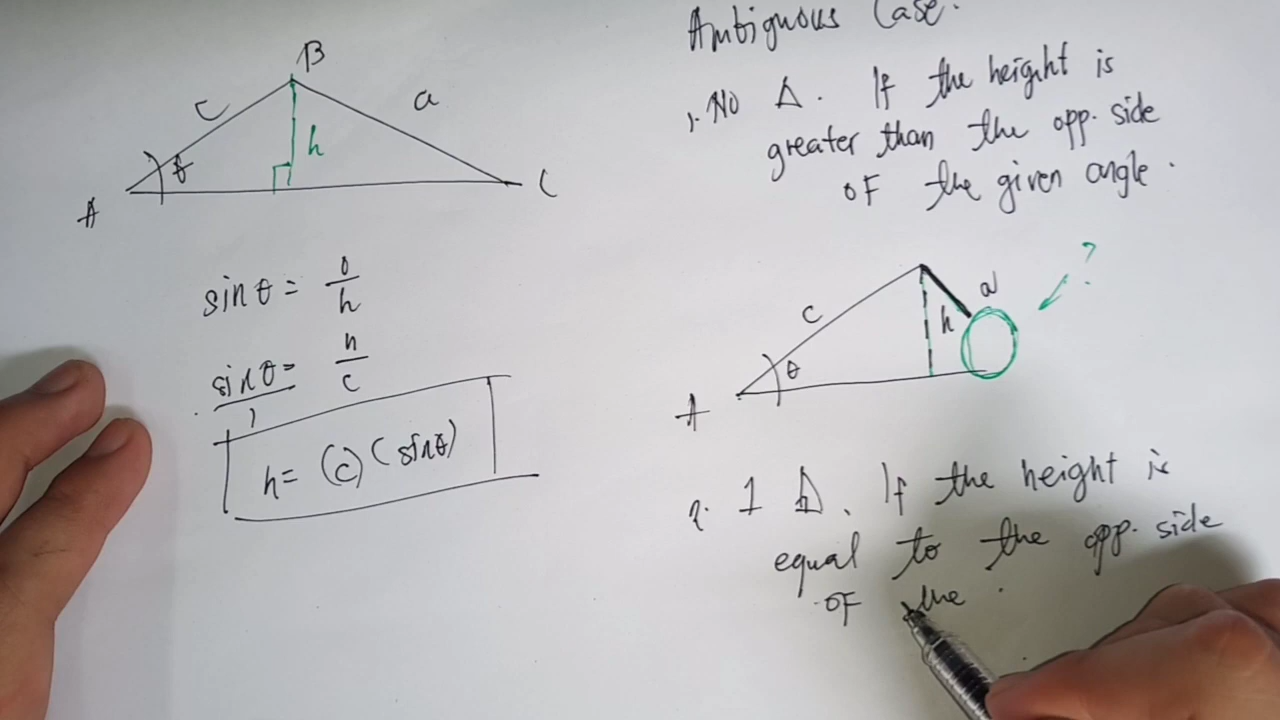 B
c
a
θ
h
A
C
sin θ = o/h
sin θ = h/c
1
h = (c)(sin θ)
Ambiguous Case.
1. No Δ. If the height is
greater than the opp. side
OF the given angle.
?
c
a
h
θ
A
2. 1 Δ. If the height is
equal to the opp. side
OF the